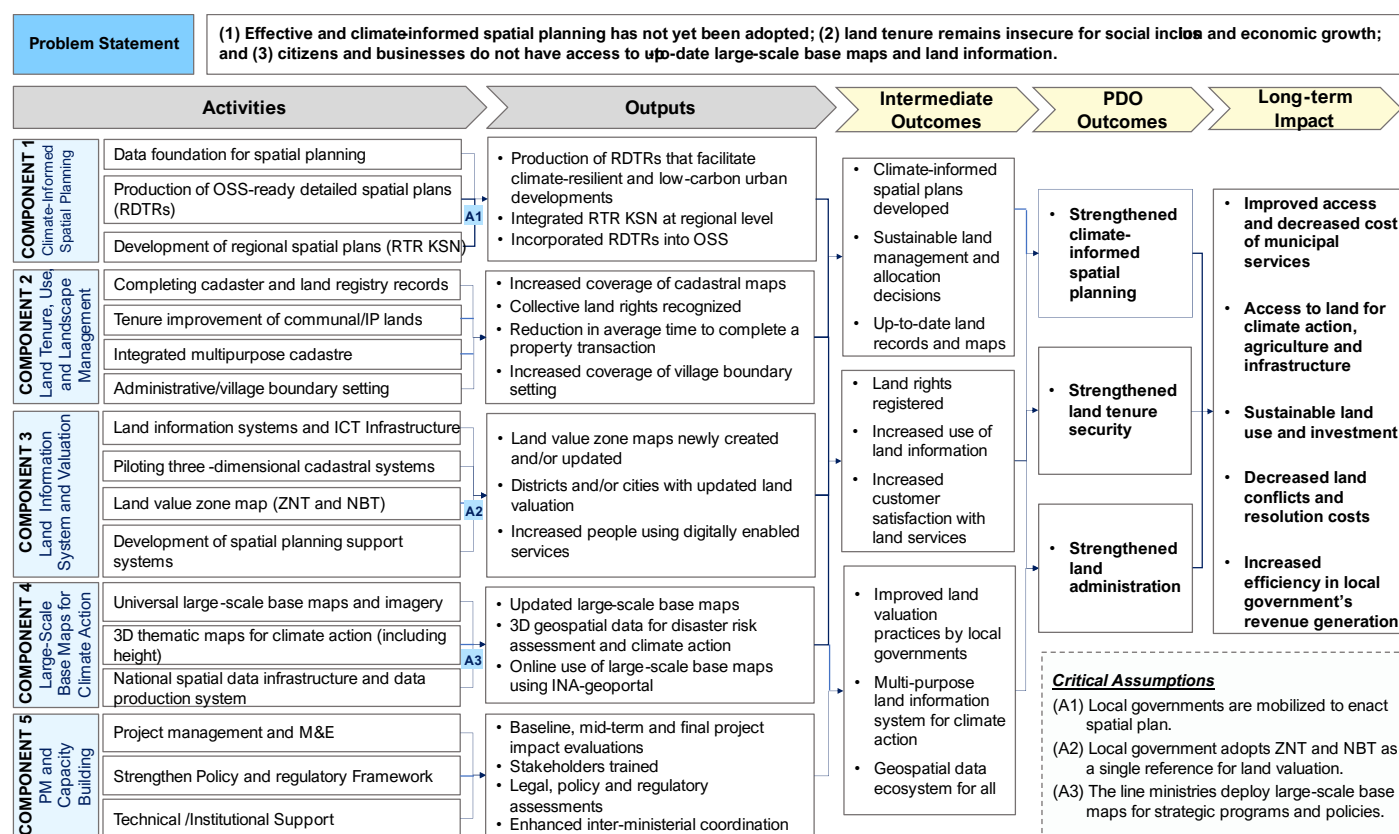 Problem Statement
(1) Effective and climate-informed spatial planning has not yet been adopted; (2) land tenure remains insecure for social inclusion and economic growth;
and (3) citizens and businesses do not have access to up-to-date large-scale base maps and land information.
Activities
Outputs
Intermediate
Outcomes
PDO
Outcomes
Long-term
Impact
COMPONENT 1
Climate-Informed
Spatial Planning
Data foundation for spatial planning
Production of OSS-ready detailed spatial plans
(RDTRs)
Development of regional spatial plans (RTR KSN)
A1
• Production of RDTRs that facilitate
climate-resilient and low-carbon urban
developments
• Integrated RTR KSN at regional level
• Incorporated RDTRs into OSS
COMPONENT 2
Land Tenure, Use,
and Landscape
Management
Completing cadaster and land registry records
Tenure improvement of communal/IP lands
Integrated multipurpose cadastre
Administrative/village boundary setting
• Increased coverage of cadastral maps
• Collective land rights recognized
• Reduction in average time to complete a
property transaction
• Increased coverage of village boundary
setting
COMPONENT 3
Land Information
System and Valuation
Land information systems and ICT Infrastructure
Piloting three -dimensional cadastral systems
Land value zone map (ZNT and NBT)
Development of spatial planning support
systems
A2
• Land value zone maps newly created
and/or updated
• Districts and/or cities with updated land
valuation
• Increased people using digitally enabled
services
COMPONENT 4
Large-Scale
Base Maps for
Climate Action
Universal large-scale base maps and imagery
3D thematic maps for climate action (including
height)
National spatial data infrastructure and data
production system
A3
• Updated large-scale base maps
• 3D geospatial data for disaster risk
assessment and climate action
• Online use of large-scale base maps
using INA-geoportal
COMPONENT 5
PM and
Capacity
Building
Project management and M&E
Strengthen Policy and regulatory Framework
Technical /Institutional Support
• Baseline, mid-term and final project
impact evaluations
• Stakeholders trained
• Legal, policy and regulatory
assessments
• Enhanced inter-ministerial coordination
• Climate-informed
spatial plans
developed
• Sustainable land
management and
allocation
decisions
• Up-to-date land
records and maps
• Land rights
registered
• Increased use of
land information
• Increased
customer
satisfaction with
land services
• Improved land
valuation
practices by local
governments
• Multi-purpose
land information
system for climate
action
• Geospatial data
ecosystem for all
• Strengthened
climate-
informed
spatial
planning
• Strengthened
land tenure
security
• Strengthened
land
administration
• Improved access
and decreased cost
of municipal
services
• Access to land for
climate action,
agriculture and
infrastructure
• Sustainable land
use and investment
• Decreased land
conflicts and
resolution costs
• Increased
efficiency in local
government's
revenue generation
Critical Assumptions
(A1) Local governments are mobilized to enact
spatial plan.
(A2) Local government adopts ZNT and NBT as
a single reference for land valuation.
(A3) The line ministries deploy large-scale base
maps for strategic programs and policies.